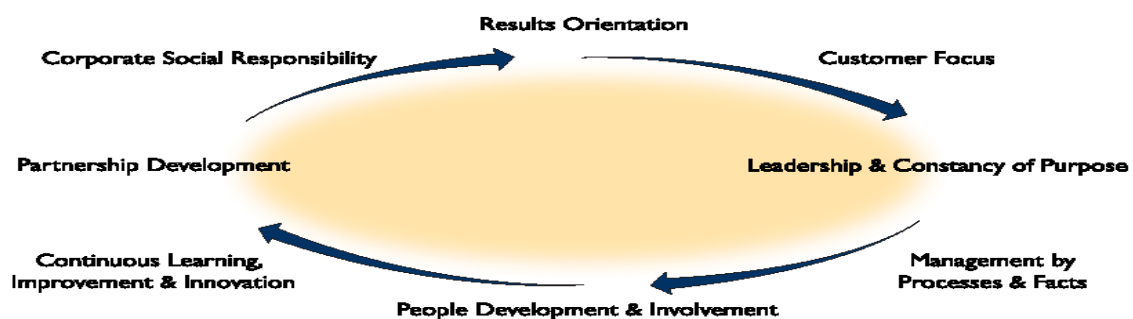 Results Orientation
Corporate Social Responsibility
Customer Focus
Partnership Development
Leadership & Constancy of Purpose
Continuous Learning,
Improvement & Innovation
Management by
Processes & Facts
People Development & Involvement